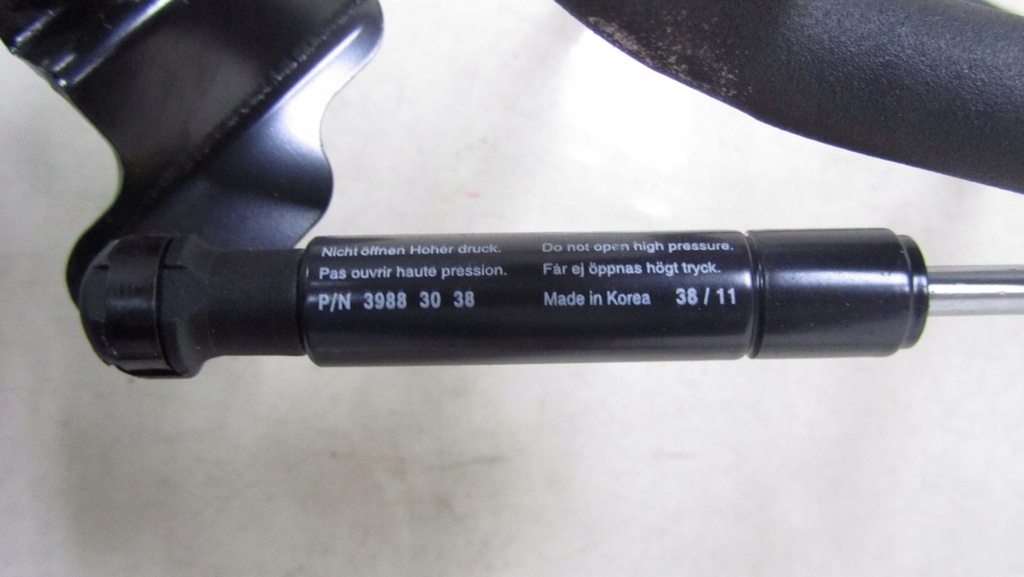 Nicht öffnen Hoher druck.
Pas ouvrir haute pression.
P/N 3988 30 38
Do not open high pressure.
Får ej öppnas högt tryck.
Made in Korea 38 / 11